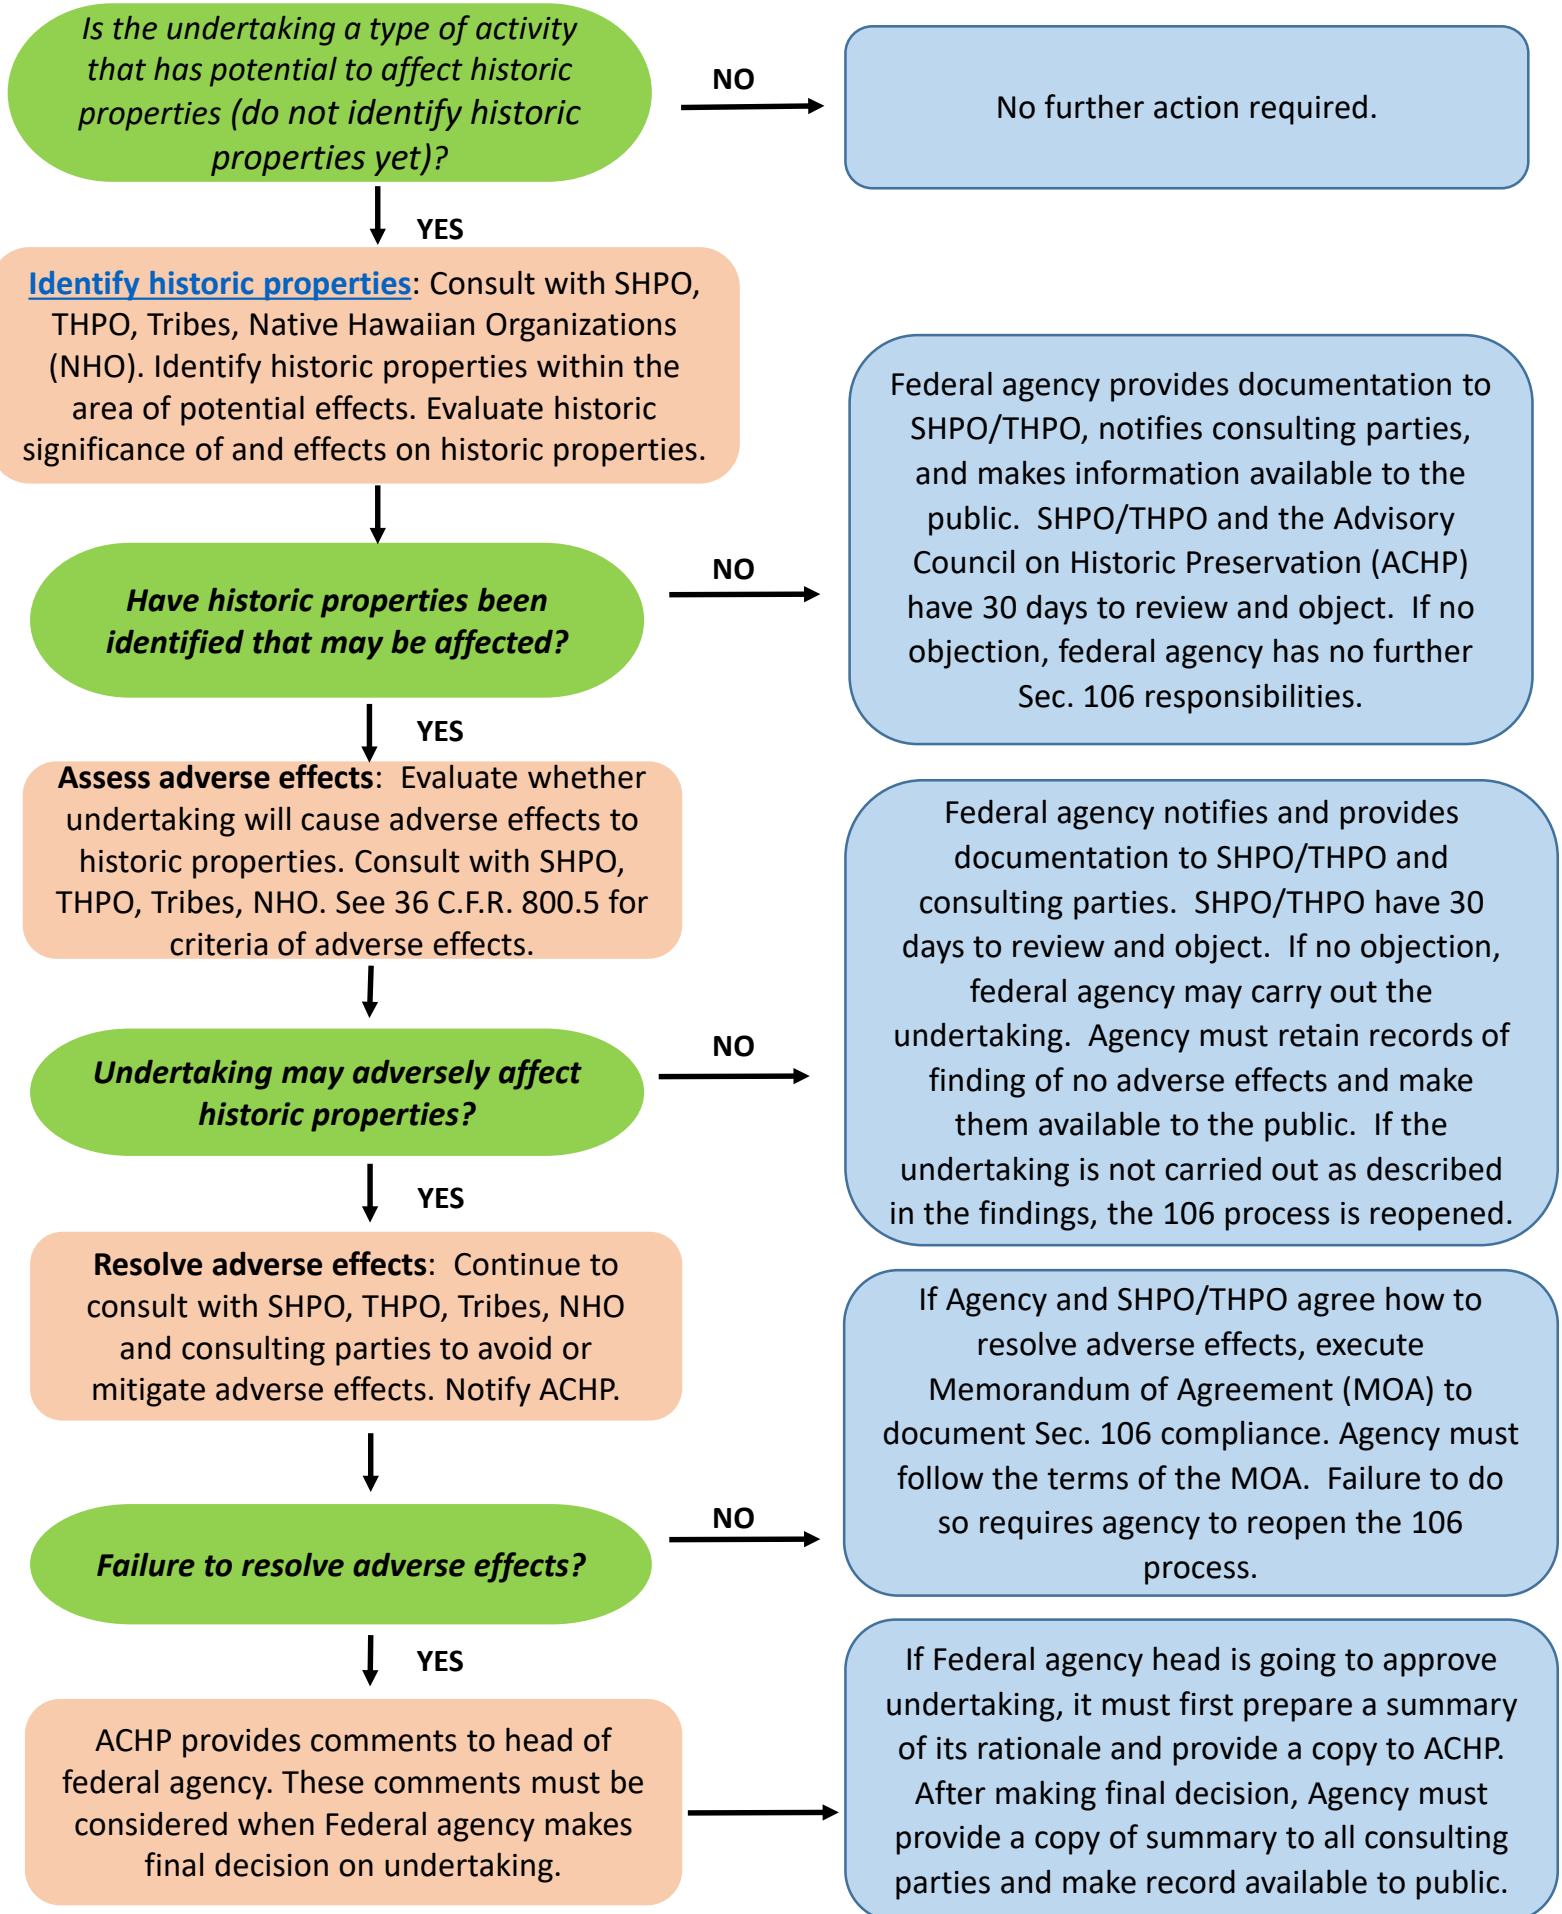 Is the undertaking a type of activity
that has potential to affect historic
properties (do not identify historic
properties yet)?
NO
No further action required.
YES
Identify historic properties: Consult with SHPO,
THPO, Tribes, Native Hawaiian Organizations
(NHO). Identify historic properties within the
area of potential effects. Evaluate historic
significance of and effects on historic properties.
Have historic properties been
identified that may be affected?
NO
Federal agency provides documentation to
SHPO/THPO, notifies consulting parties,
and makes information available to the
public. SHPO/THPO and the Advisory
Council on Historic Preservation (ACHP)
have 30 days to review and object. If no
objection, federal agency has no further
Sec. 106 responsibilities.
YES
Assess adverse effects: Evaluate whether
undertaking will cause adverse effects to
historic properties. Consult with SHPO,
THPO, Tribes, NHO. See 36 C.F.R. 800.5 for
criteria of adverse effects.
Undertaking may adversely affect
historic properties?
NO
Federal agency notifies and provides
documentation to SHPO/THPO and
consulting parties. SHPO/THPO have 30
days to review and object. If no objection,
federal agency may carry out the
undertaking. Agency must retain records of
finding of no adverse effects and make
them available to the public. If the
undertaking is not carried out as described
in the findings, the 106 process is reopened.
YES
Resolve adverse effects: Continue to
consult with SHPO, THPO, Tribes, NHO
and consulting parties to avoid or
mitigate adverse effects. Notify ACHP.
Failure to resolve adverse effects?
NO
If Agency and SHPO/THPO agree how to
resolve adverse effects, execute
Memorandum of Agreement (MOA) to
document Sec. 106 compliance. Agency must
follow the terms of the MOA. Failure to do
so requires agency to reopen the 106
process.
YES
ACHP provides comments to head of
federal agency. These comments must be
considered when Federal agency makes
final decision on undertaking.
If Federal agency head is going to approve
undertaking, it must first prepare a summary
of its rationale and provide a copy to ACHP.
After making final decision, Agency must
provide a copy of summary to all consulting
parties and make record available to public.